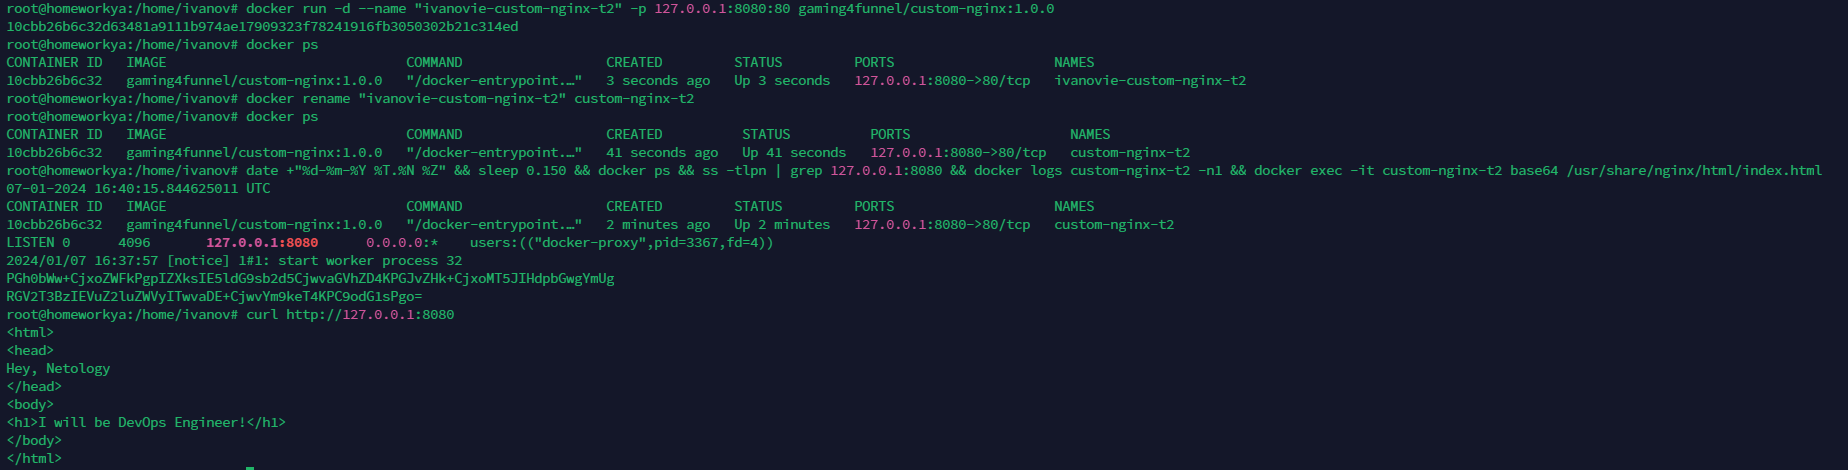 root@homeworkya:/home/ivanov# docker run -d --name "ivanovie-custom-nginx-t2" -p 127.0.0.1:8080:80 gaming4funnel/custom-nginx:1.0.0
10cbb26b6c32d63481a9111b974ae17909323f78241916fb3050302b21c314ed
root@homeworkya:/home/ivanov# docker ps
CONTAINER ID   IMAGE                              COMMAND                  CREATED         STATUS         PORTS                    NAMES
10cbb26b6c32   gaming4funnel/custom-nginx:1.0.0   "/docker-entrypoint.…"   3 seconds ago   Up 3 seconds   127.0.0.1:8080->80/tcp   ivanovie-custom-nginx-t2
root@homeworkya:/home/ivanov# docker rename "ivanovie-custom-nginx-t2" custom-nginx-t2
root@homeworkya:/home/ivanov# docker ps
CONTAINER ID   IMAGE                              COMMAND                  CREATED          STATUS          PORTS                    NAMES
10cbb26b6c32   gaming4funnel/custom-nginx:1.0.0   "/docker-entrypoint.…"   41 seconds ago   Up 41 seconds   127.0.0.1:8080->80/tcp   custom-nginx-t2
root@homeworkya:/home/ivanov# date +"%d-%m-%Y %T.%N %Z" && sleep 0.150 && docker ps && ss -tlpn | grep 127.0.0.1:8080 && docker logs custom-nginx-t2 -n1 && docker exec -it custom-nginx-t2 base64 /usr/share/nginx/html/index.html
07-01-2024 16:40:15.844625011 UTC
CONTAINER ID   IMAGE                              COMMAND                  CREATED         STATUS         PORTS                    NAMES
10cbb26b6c32   gaming4funnel/custom-nginx:1.0.0   "/docker-entrypoint.…"   2 minutes ago   Up 2 minutes   127.0.0.1:8080->80/tcp   custom-nginx-t2
LISTEN 0      4096       127.0.0.1:8080      0.0.0.0:*    users:(("docker-proxy",pid=3367,fd=4))
2024/01/07 16:37:57 [notice] 1#1: start worker process 32
PGh0bWw+CjxoZWFkPgpIZXksIE5ldG9sb2d5CjwvaGVhZD4KPGJvZHk+CjxoMT5JIHdpbGwgYmUg
RGV2T3BzIEVuZ2luZWVyITwvaDE+CjwvYm9keT4KPC9odG1sPgo=
root@homeworkya:/home/ivanov# curl http://127.0.0.1:8080
<html>
<head>
Hey, Netology
</head>
<body>
<h1>I will be DevOps Engineer!</h1>
</body>
</html>